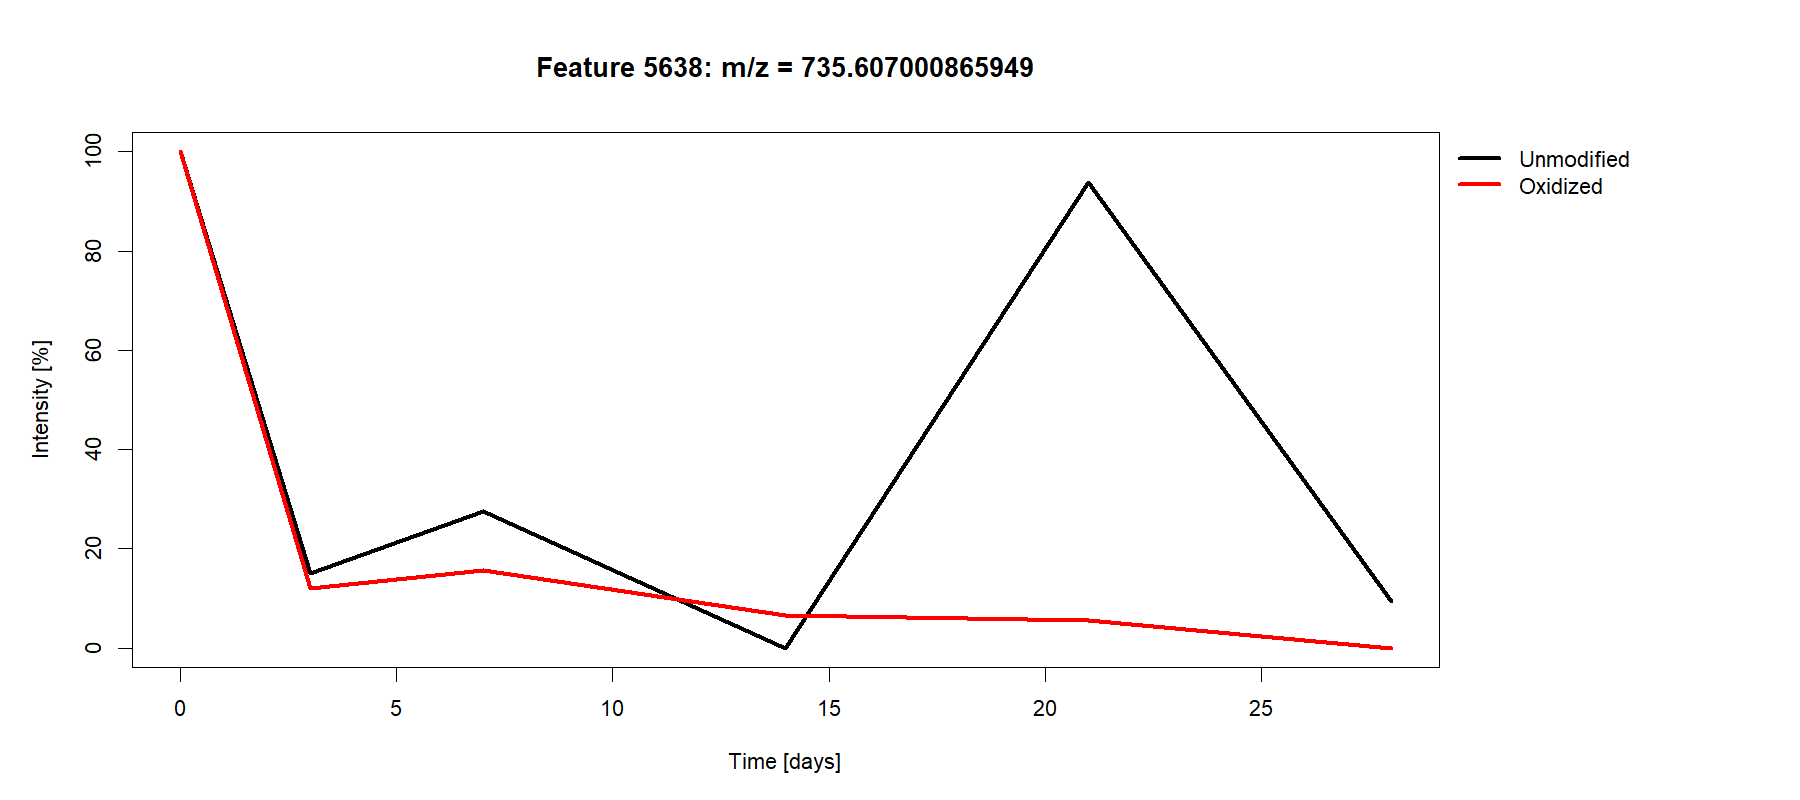 Feature 5638: m/z = 735.607000865949
Unmodified
Oxidized
Intensity [%]
100
80
60
40
20
0
0 5 10 15 20 25
Time [days]